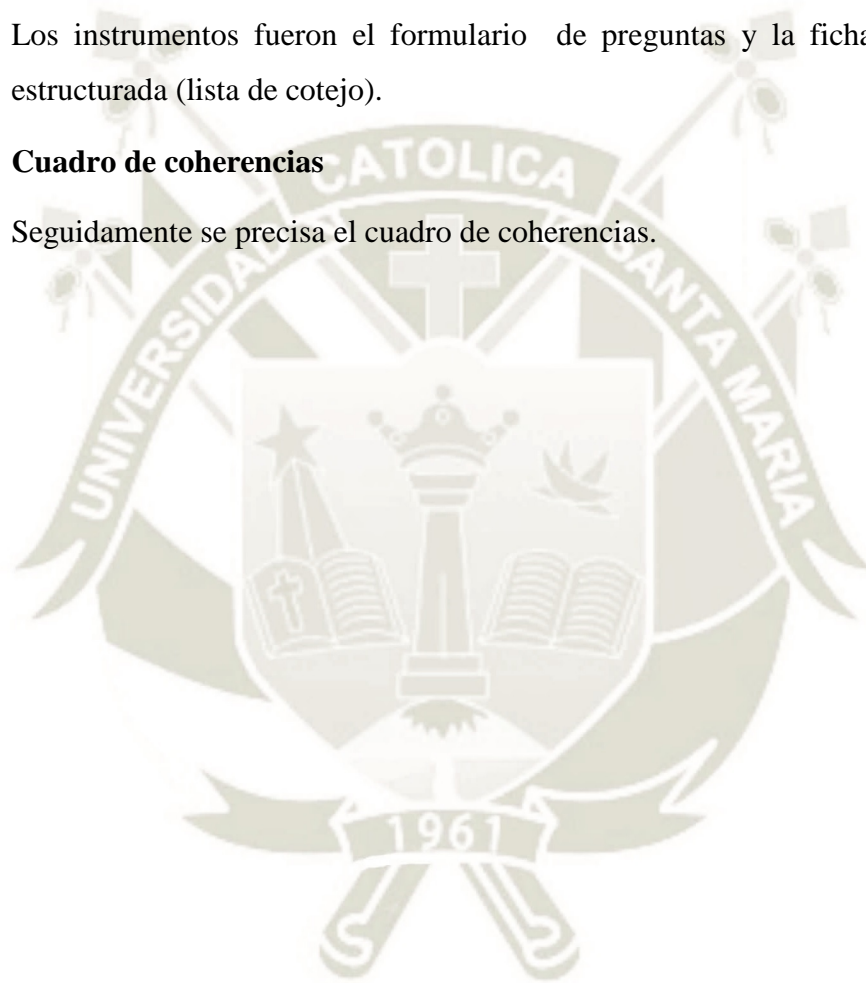 Los instrumentos fueron el formulario de preguntas y la ficha
estructurada (lista de cotejo).
Cuadro de coherencias
Seguidamente se precisa el cuadro de coherencias.
UNIVERSIDAD CATOLICA SANTA MARIA
1961